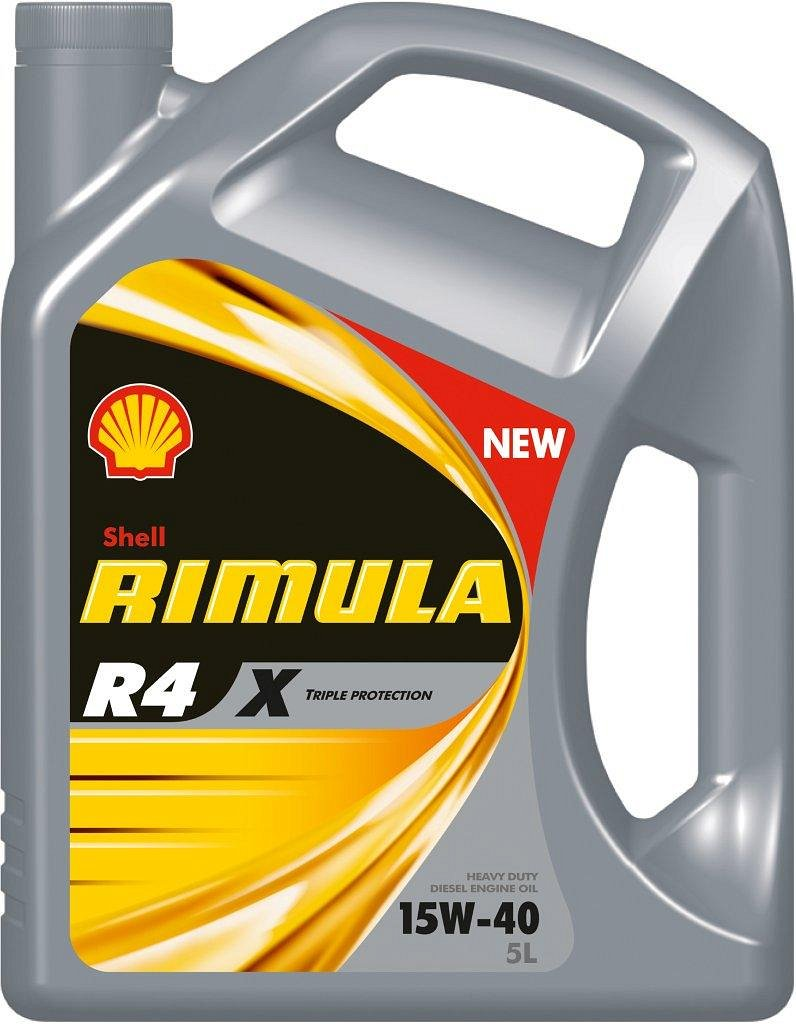 NEW
Shell
RIMULA
R4 X TRIPLE PROTECTION
HEAVY DUTY
DIESEL ENGINE OIL
15W-40
5L